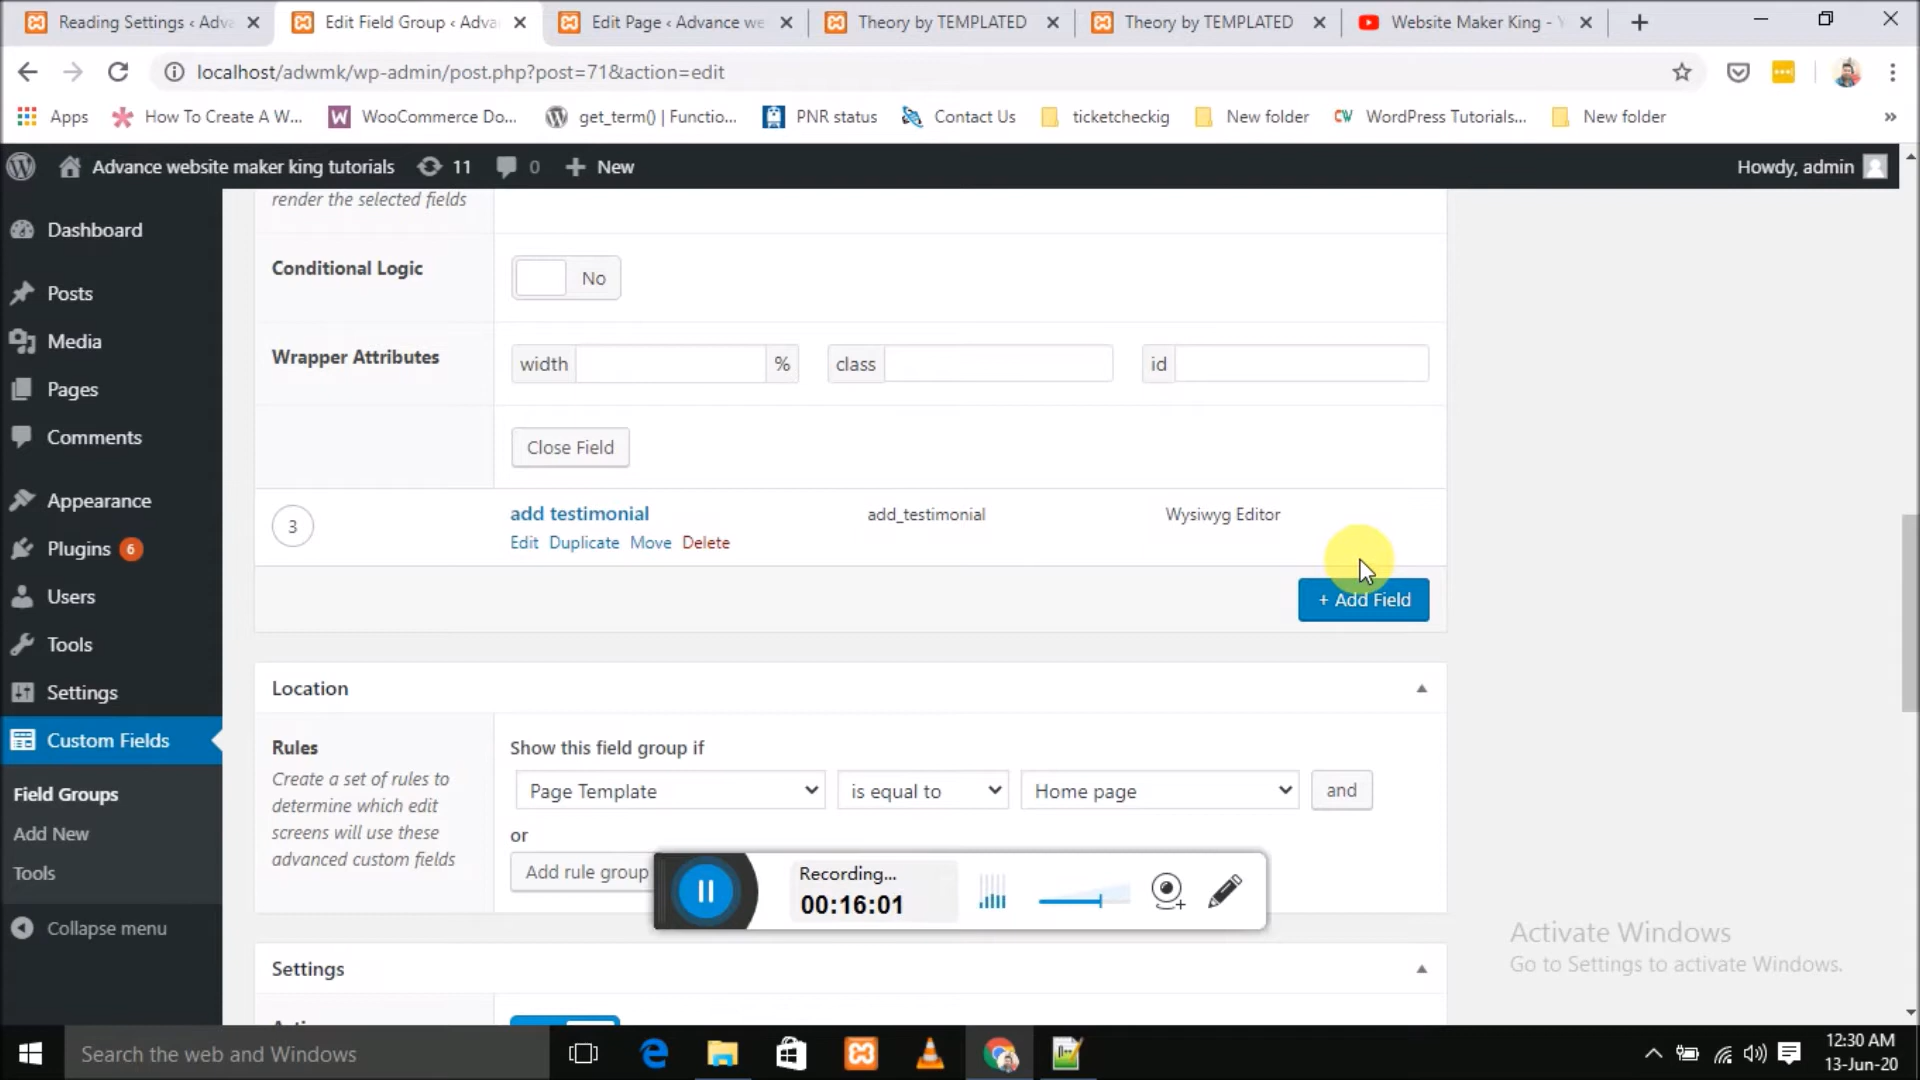 Reading Settings ‹ Adva
Edit Field Group ‹ Advan
Edit Page ‹ Advance we
Theory by TEMPLATED
Theory by TEMPLATED
Website Maker King - Y
localhost/adwmk/wp-admin/post.php?post=71&action=edit
Apps
How To Create A W...
WooCommerce Do...
get_term() | Functio...
PNR status
Contact Us
ticketcheckig
New folder
CW WordPress Tutorials...
New folder
»
Advance website maker king tutorials
11
0
New
Howdy, admin
render the selected fields
Dashboard
Posts
Media
Pages
Comments
Appearance
Plugins 6
Users
Tools
Settings
Custom Fields
Field Groups
Add New
Tools
Collapse menu
Conditional Logic
No
Wrapper Attributes
width
%
class
id
Close Field
3
add testimonial
add_testimonial
Wysiwyg Editor
Edit Duplicate Move Delete
+ Add Field
Location
Rules
Create a set of rules to
determine which edit
screens will use these
advanced custom fields
Show this field group if
Page Template
is equal to
Home page
and
or
Add rule group
Recording...
00:16:01
Settings
Activate Windows
Go to Settings to activate Windows.
Search the web and Windows
12:30 AM
13-Jun-20